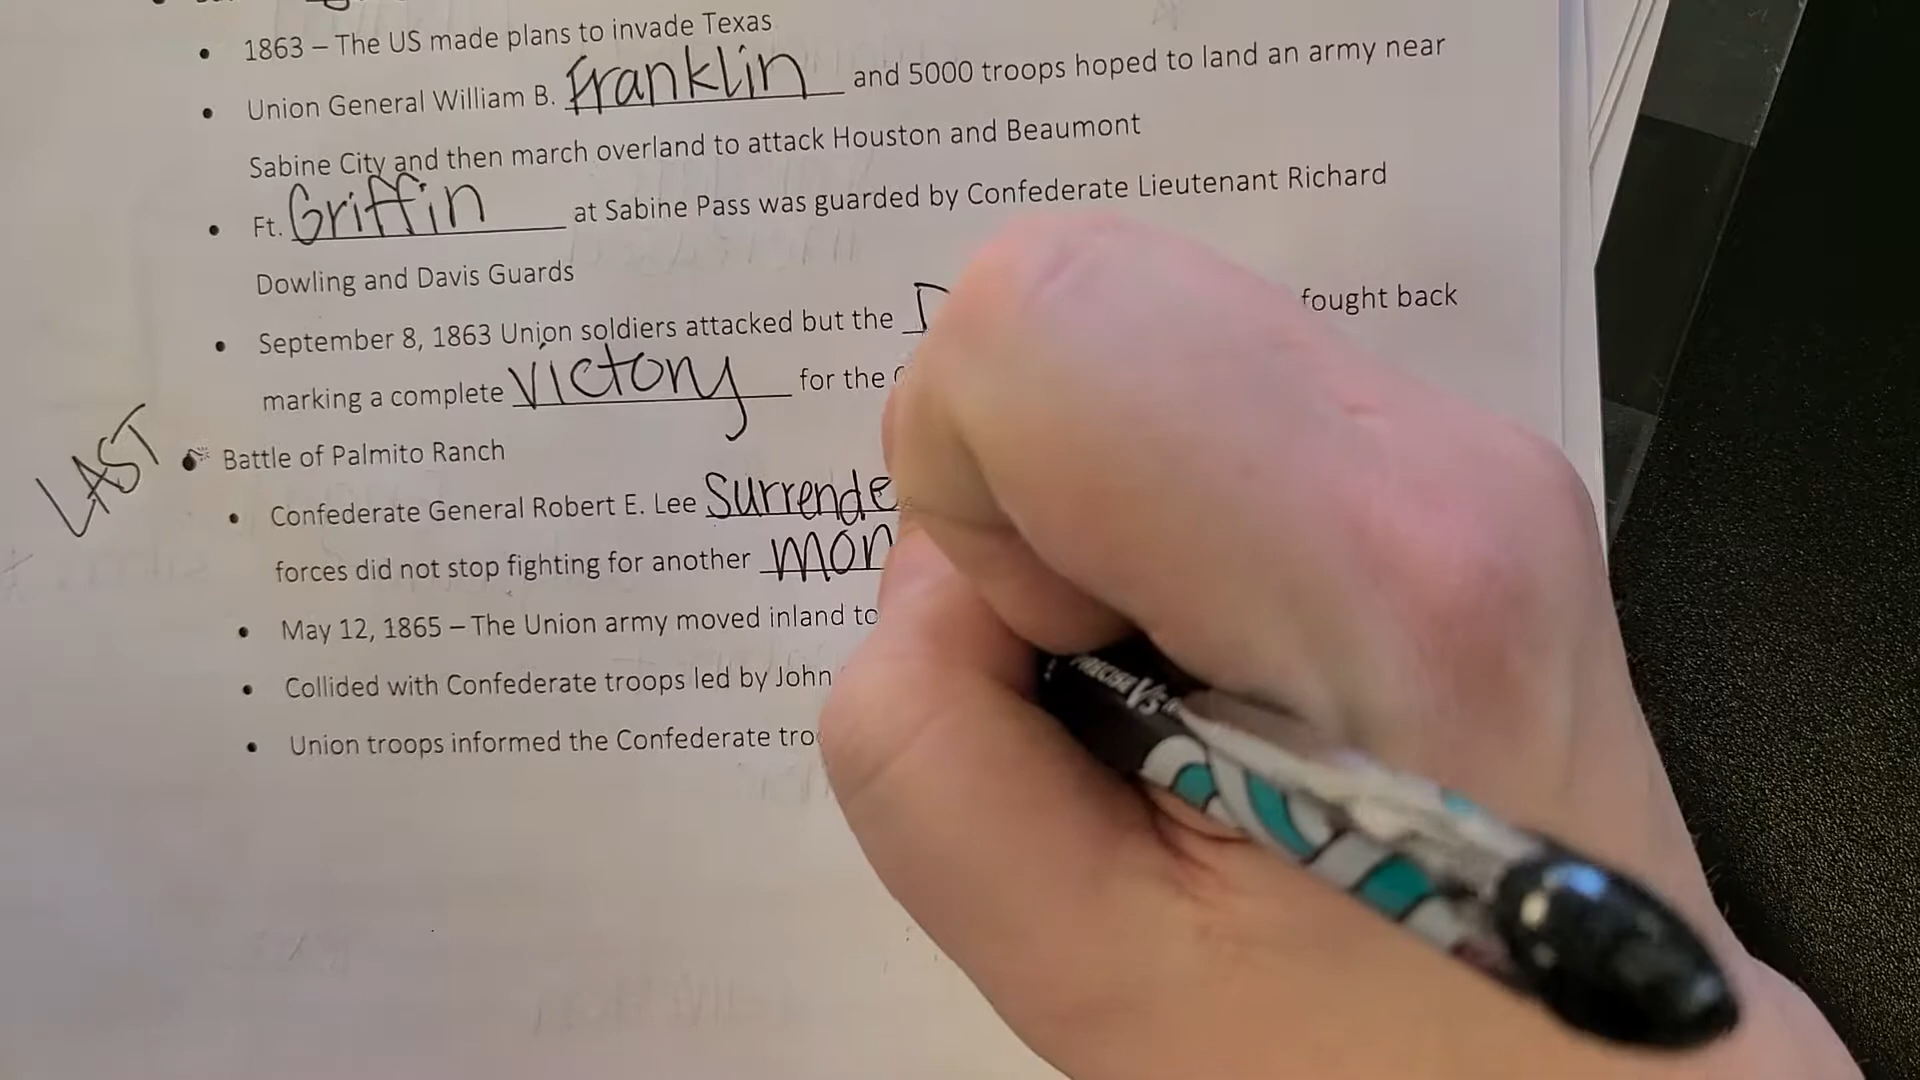 1863 – The US made plans to invade Texas
Union General William B. Franklin and 5000 troops hoped to land an army near
Sabine City and then march overland to attack Houston and Beaumont
Ft. Griffin at Sabine Pass was guarded by Confederate Lieutenant Richard
Dowling and Davis Guards
September 8, 1863 Union soldiers attacked but the D fought back
marking a complete victory for the
LAST
Battle of Palmito Ranch
Confederate General Robert E. Lee Surrende
forces did not stop fighting for another mon
May 12, 1865 – The Union army moved inland to
Collided with Confederate troops led by John
Union troops informed the Confederate tro
PRECISE V5